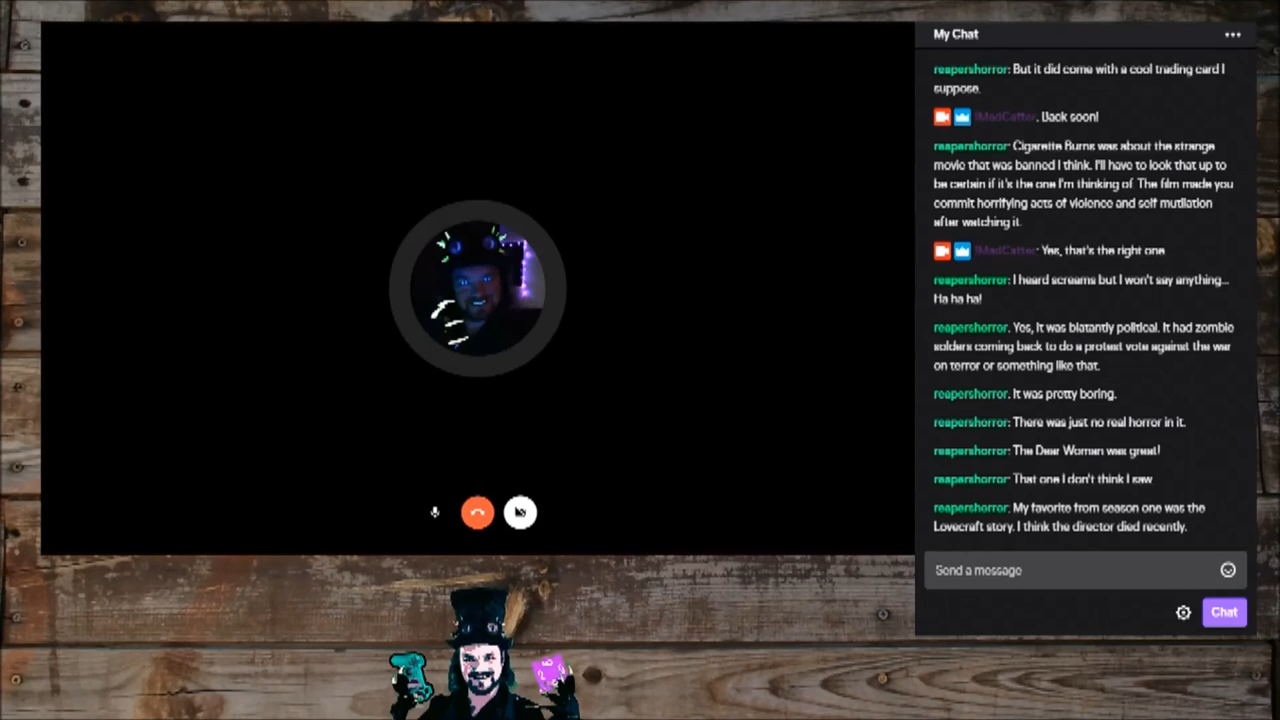 My Chat
reapershorror: But it did come with a cool trading card I
suppose.
!MadCatter: Back soon!
reapershorror: Cigarette Burns was about the strange
movie that was banned I think. I'll have to look that up to
be certain if it's the one I'm thinking of. The film made you
commit horrifying acts of violence and self mutilation
after watching it.
!MadCatter: Yes, that's the right one
reapershorror: I heard screams but I won't say anything...
Ha ha ha!
reapershorror: Yes, it was blatantly political. It had zombie
solders coming back to do a protest vote against the war
on terror or something like that.
reapershorror: It was pretty boring.
reapershorror: There was just no real horror in it.
reapershorror: The Dear Woman was great!
reapershorror: That one I don't think I saw
reapershorror: My favorite from season one was the
Lovecraft story. I think the director died recently.
Send a message
Chat